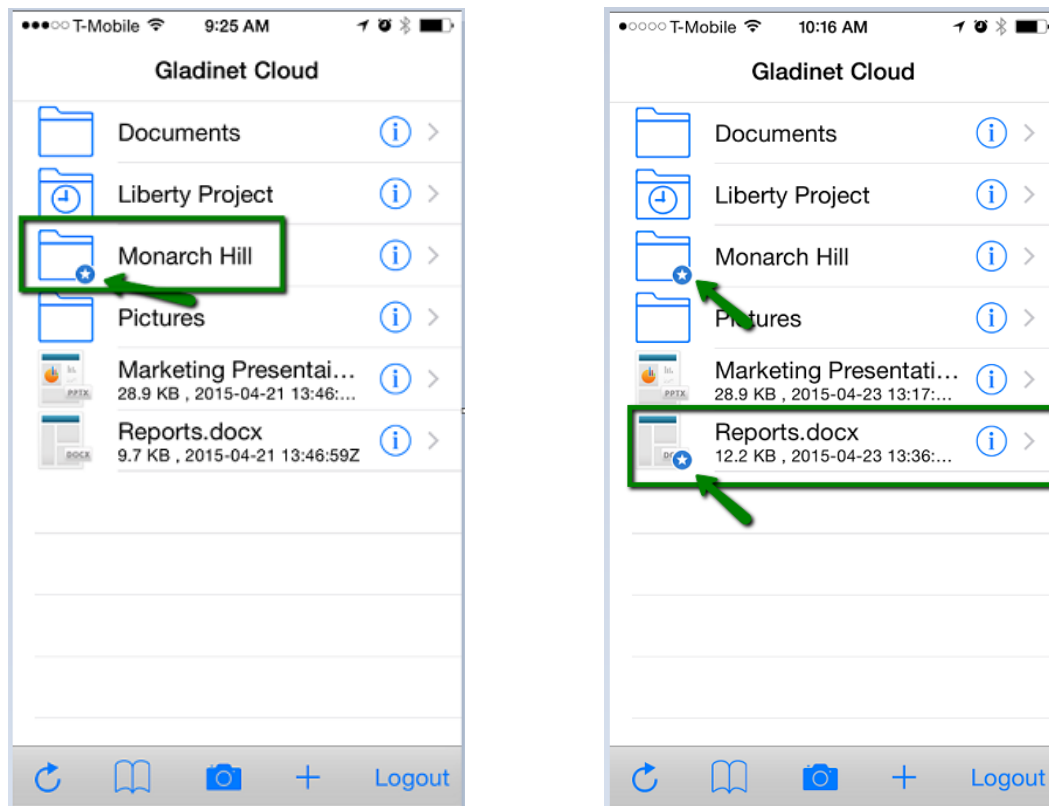 T-Mobile 9:25 AM
Gladinet Cloud
Documents
Liberty Project
Monarch Hill
Pictures
Marketing Presentai...
28.9 KB , 2015-04-21 13:46:...
PPTX
Reports.docx
9.7 KB , 2015-04-21 13:46:59Z
DOCX
Logout
T-Mobile 10:16 AM
Gladinet Cloud
Documents
Liberty Project
Monarch Hill
Pictures
Marketing Presentati...
28.9 KB , 2015-04-23 13:17:...
PPTX
Reports.docx
12.2 KB , 2015-04-23 13:36:...
Logout